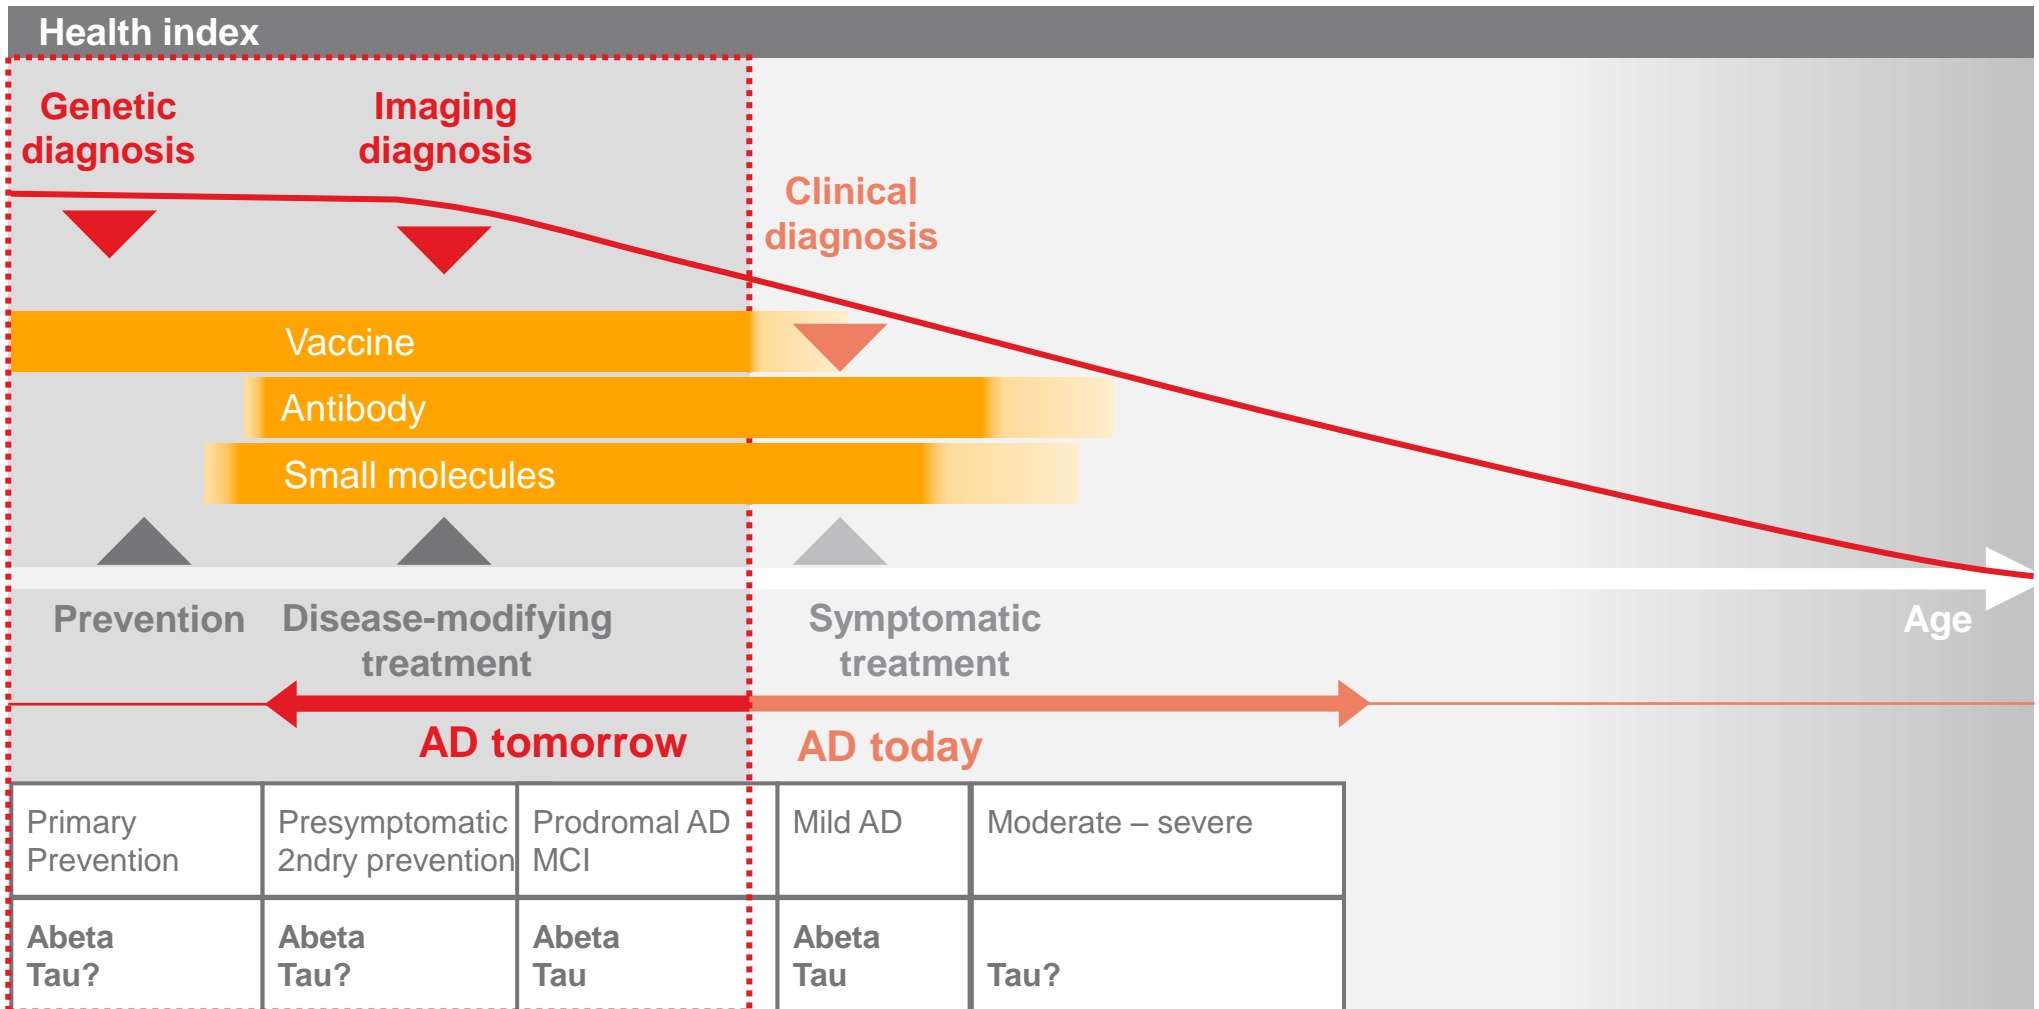 Health index
Genetic
diagnosis
Imaging
diagnosis
Clinical
diagnosis
Vaccine
Antibody
Small molecules
Prevention
Disease-modifying
treatment
Symptomatic
treatment
Age
AD tomorrow
AD today
Primary
Prevention
Presymptomatic
2ndry prevention
Prodromal AD
MCI
Mild AD
Moderate – severe
Abeta
Tau?
Abeta
Tau?
Abeta
Tau
Abeta
Tau
Tau?